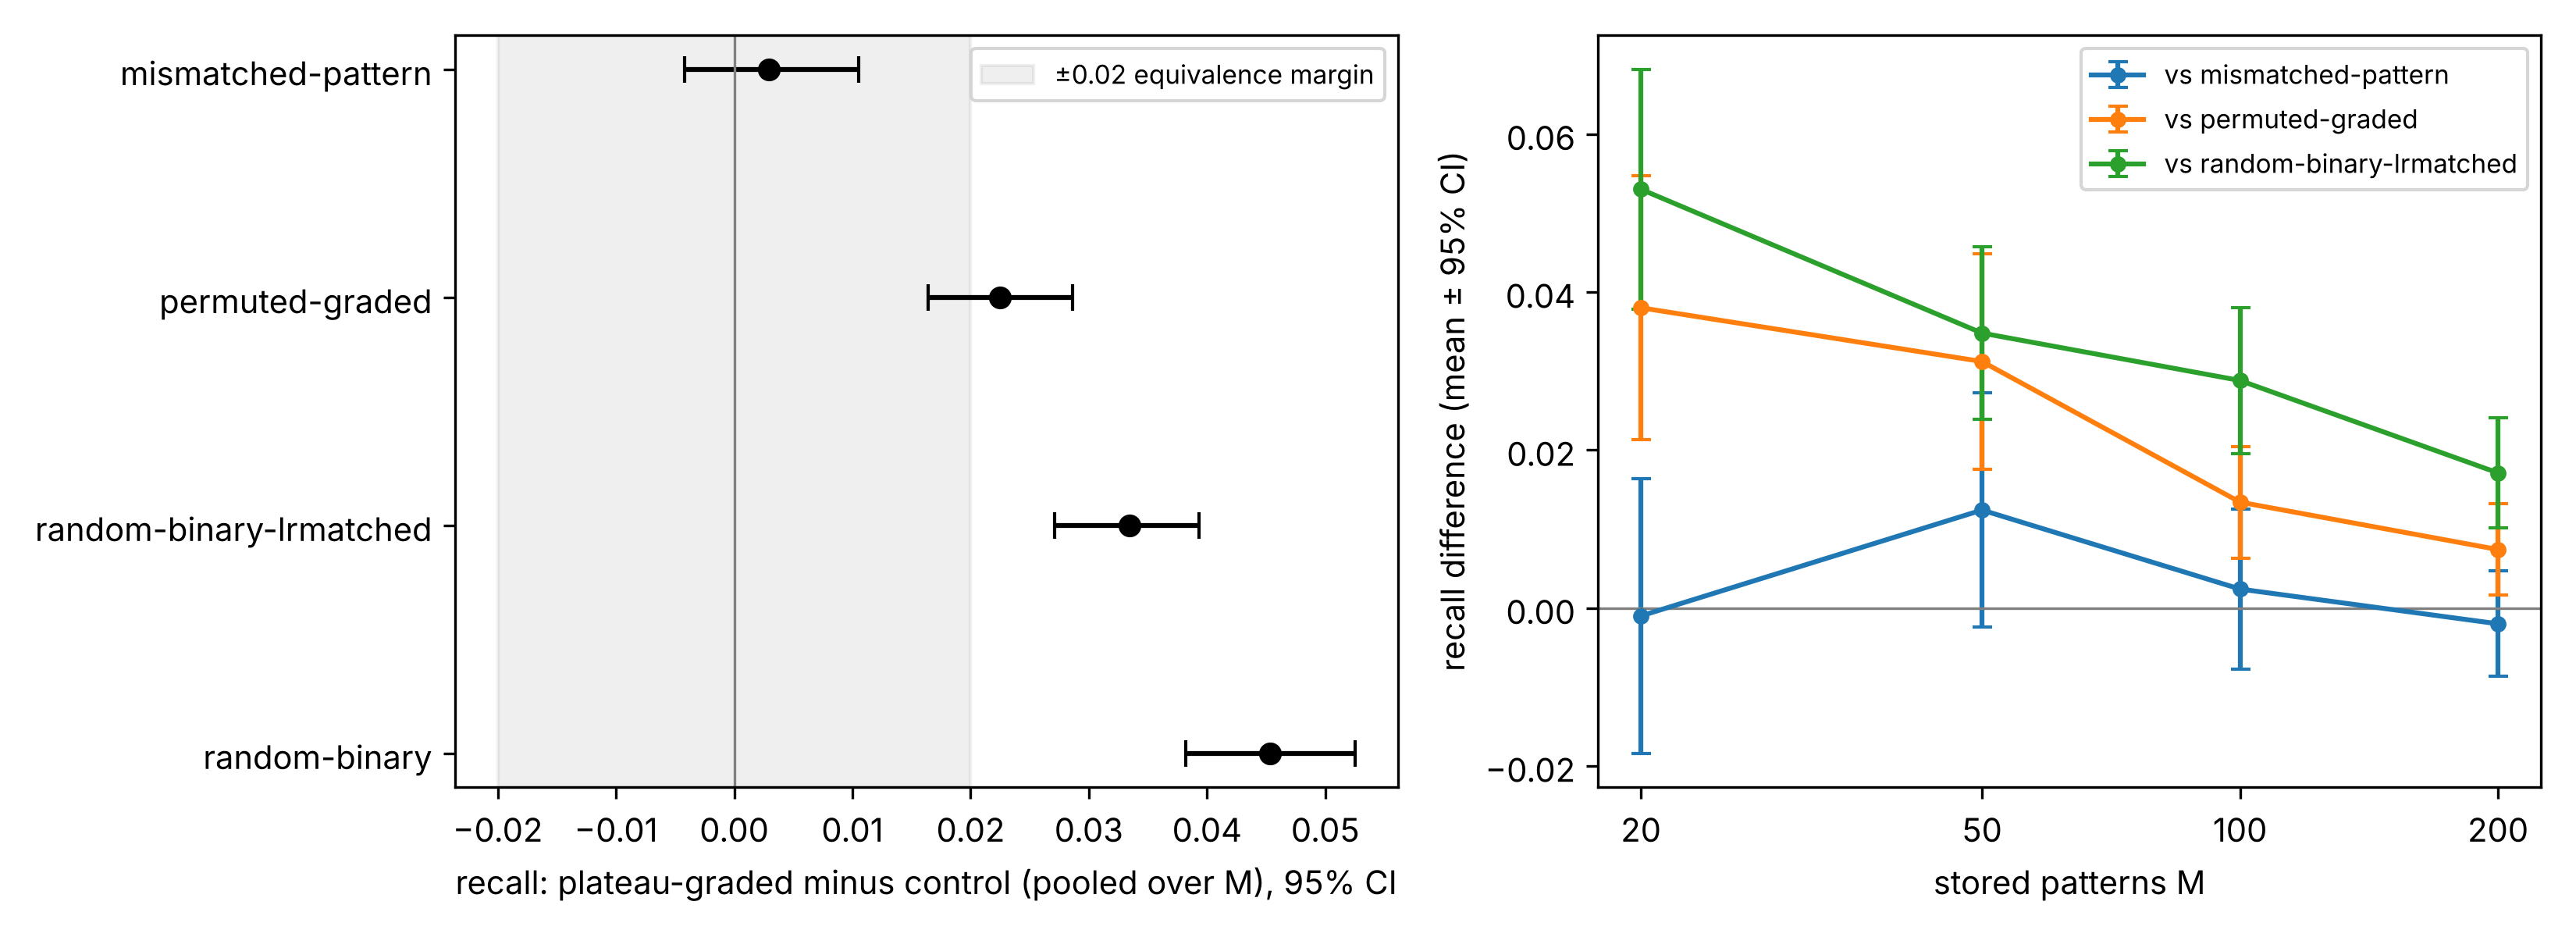 mismatched-pattern
permuted-graded
random-binary-lrmatched
random-binary
±0.02 equivalence margin
−0.02 −0.01 0.00 0.01 0.02 0.03 0.04 0.05
recall: plateau-graded minus control (pooled over M), 95% CI
recall difference (mean ± 95% CI)
0.06
0.04
0.02
0.00
−0.02
vs mismatched-pattern
vs permuted-graded
vs random-binary-lrmatched
20 50 100 200
stored patterns M